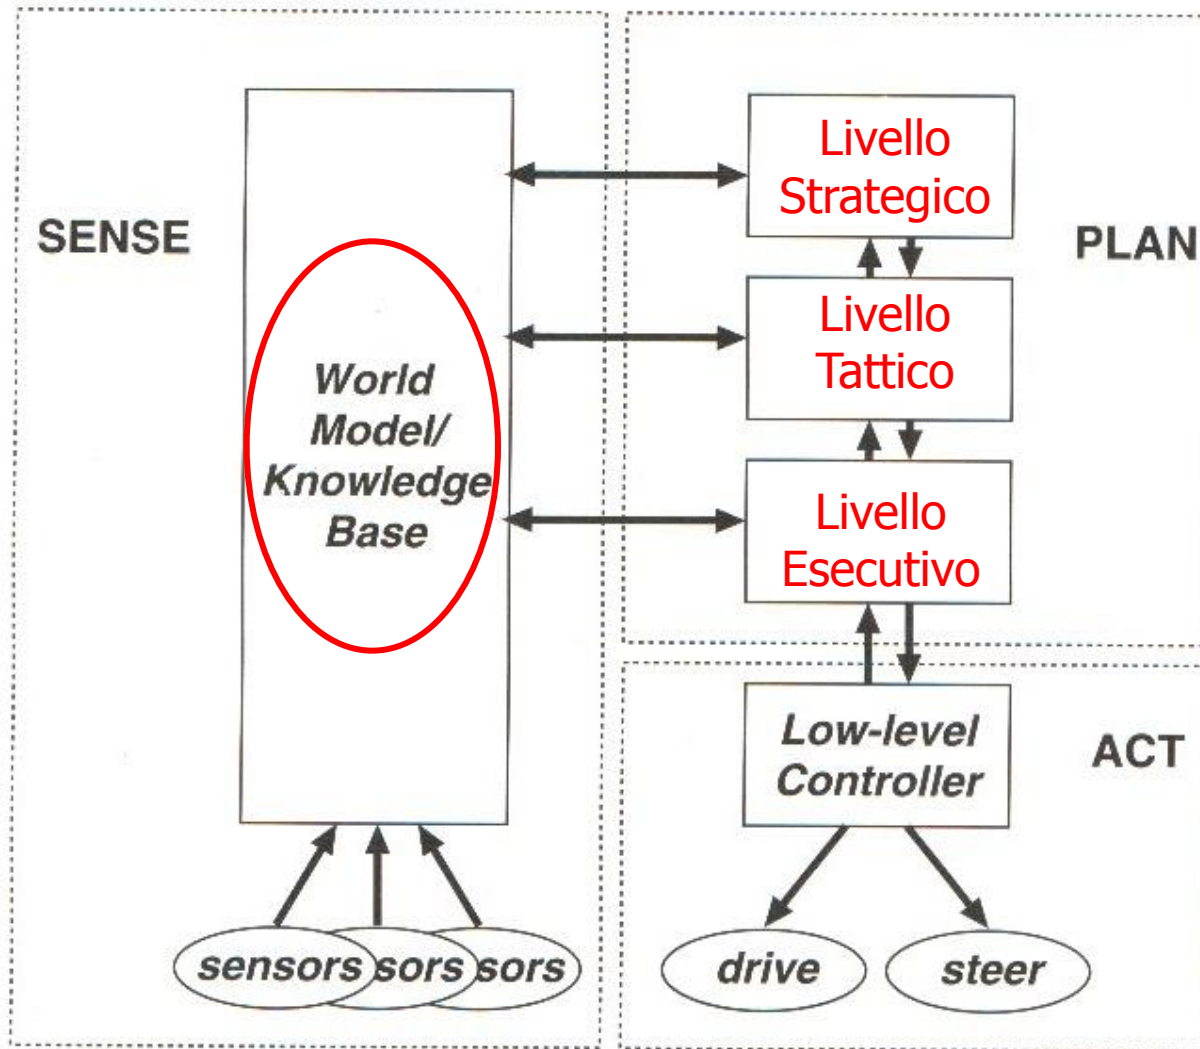 SENSE
World
Model/
Knowledge
Base
sensors
sors
sors
Livello
Strategico
PLAN
Livello
Tattico
Livello
Esecutivo
Low-level
Controller
ACT
drive
steer